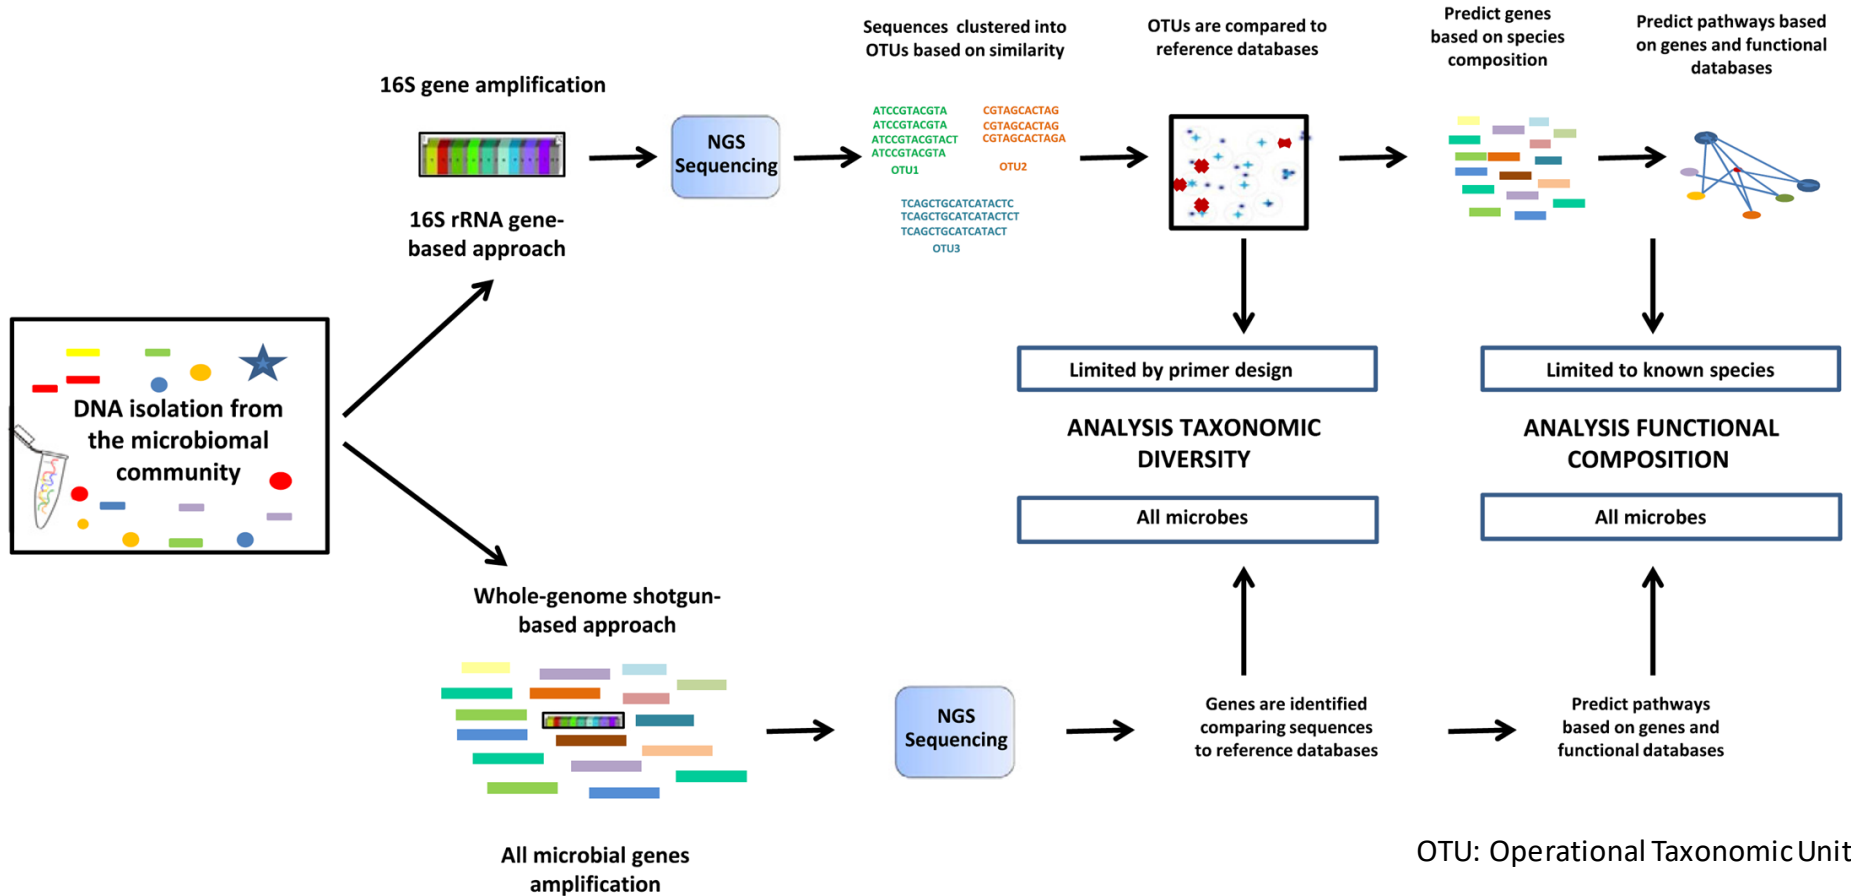 Sequences clustered into
OTUs based on similarity
OTUs are compared to
reference databases
Predict genes
based on species
composition
Predict pathways based
on genes and functional
databases
16S gene amplification
NGS
Sequencing
ATCCGTACGTA
ATCCGTACGTA
ATCCGTACGTACT
ATCCGTACGTA
OTU1
CGTAGCACTAG
CGTAGCACTAG
CGTAGCACTAGA
OTU2
TCAGCTGCATCATACTC
TCAGCTGCATCATACTCT
TCAGCTGCATCATACT
OTU3
16S rRNA gene-
based approach
DNA isolation from
the microbiomal
community
Limited by primer design
ANALYSIS TAXONOMIC
DIVERSITY
All microbes
Limited to known species
ANALYSIS FUNCTIONAL
COMPOSITION
All microbes
Whole-genome shotgun-
based approach
NGS
Sequencing
Genes are identified
comparing sequences
to reference databases
Predict pathways
based on genes and
functional databases
All microbial genes
amplification
OTU: Operational Taxonomic Unit